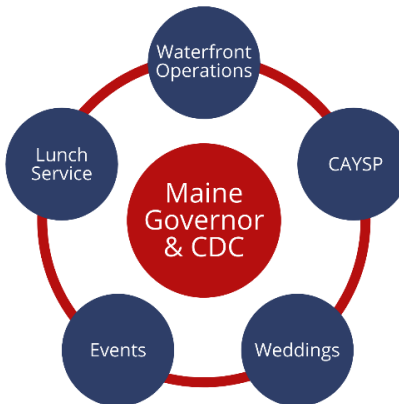 Waterfront
Operations
Lunch
Service
CAYSP
Maine
Governor
& CDC
Events
Weddings